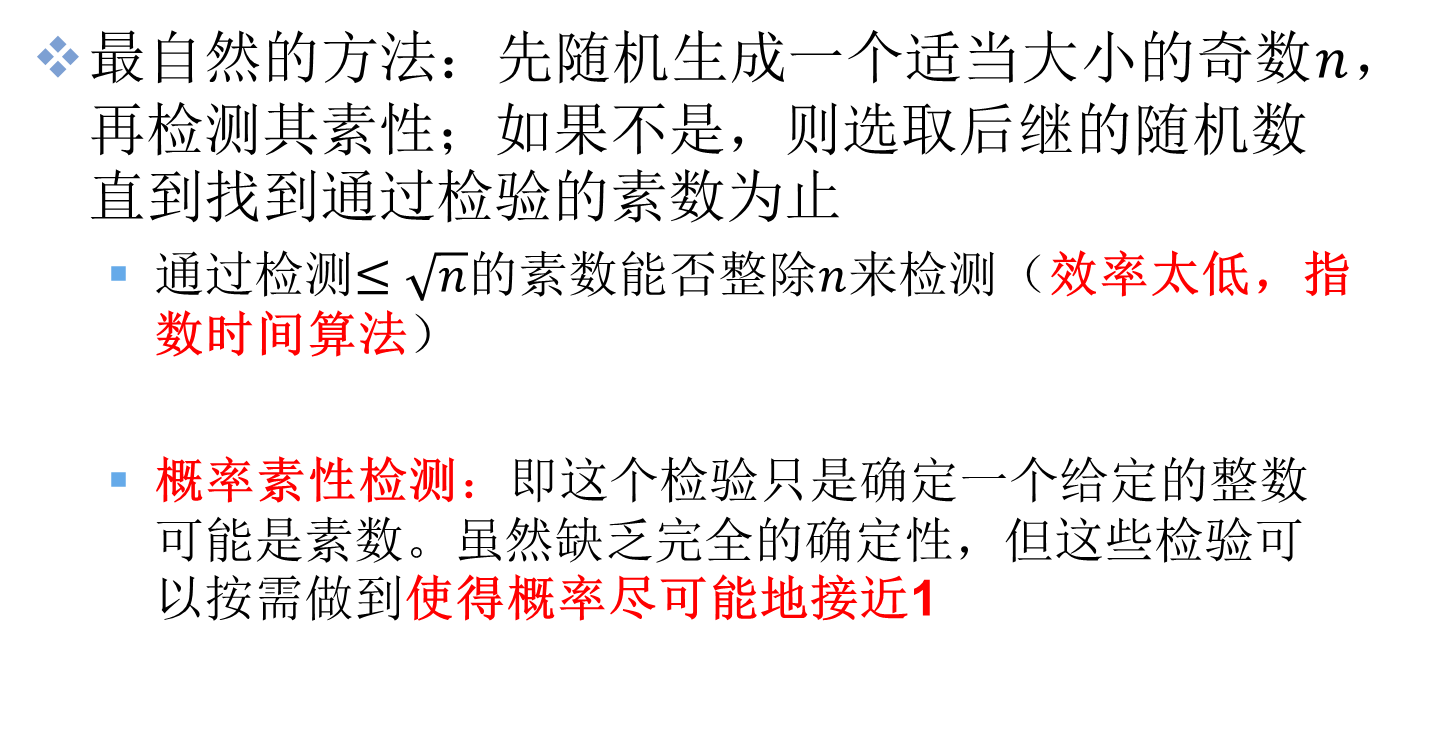 最自然的方法：先随机生成一个适当大小的奇数n，
再检测其素性；如果不是，则选取后继的随机数
直到找到通过检验的素数为止
通过检测≤ √n的素数能否整除n来检测（效率太低，指
数时间算法）
概率素性检测：即这个检验只是确定一个给定的整数
可能是素数。虽然缺乏完全的确定性，但这些检验可
以按需做到使得概率尽可能地接近1